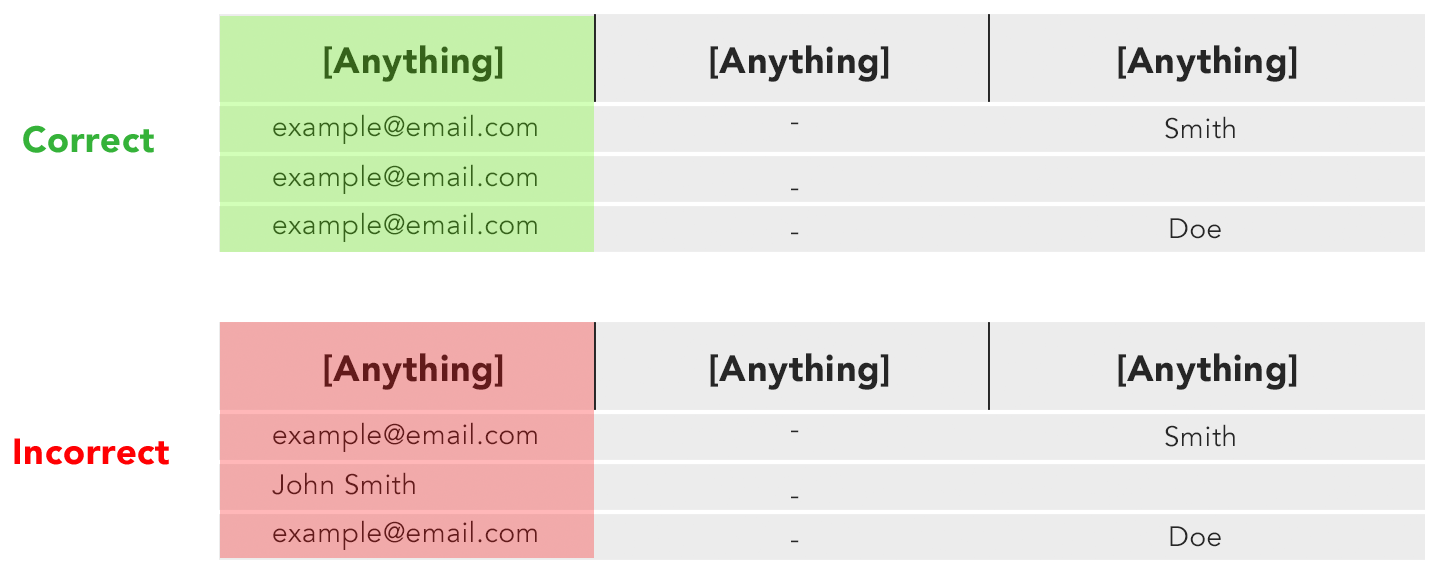 [Anything] [Anything] [Anything]
Correct
example@email.com - Smith
example@email.com -
example@email.com - Doe
[Anything] [Anything] [Anything]
Incorrect
example@email.com - Smith
John Smith -
example@email.com - Doe